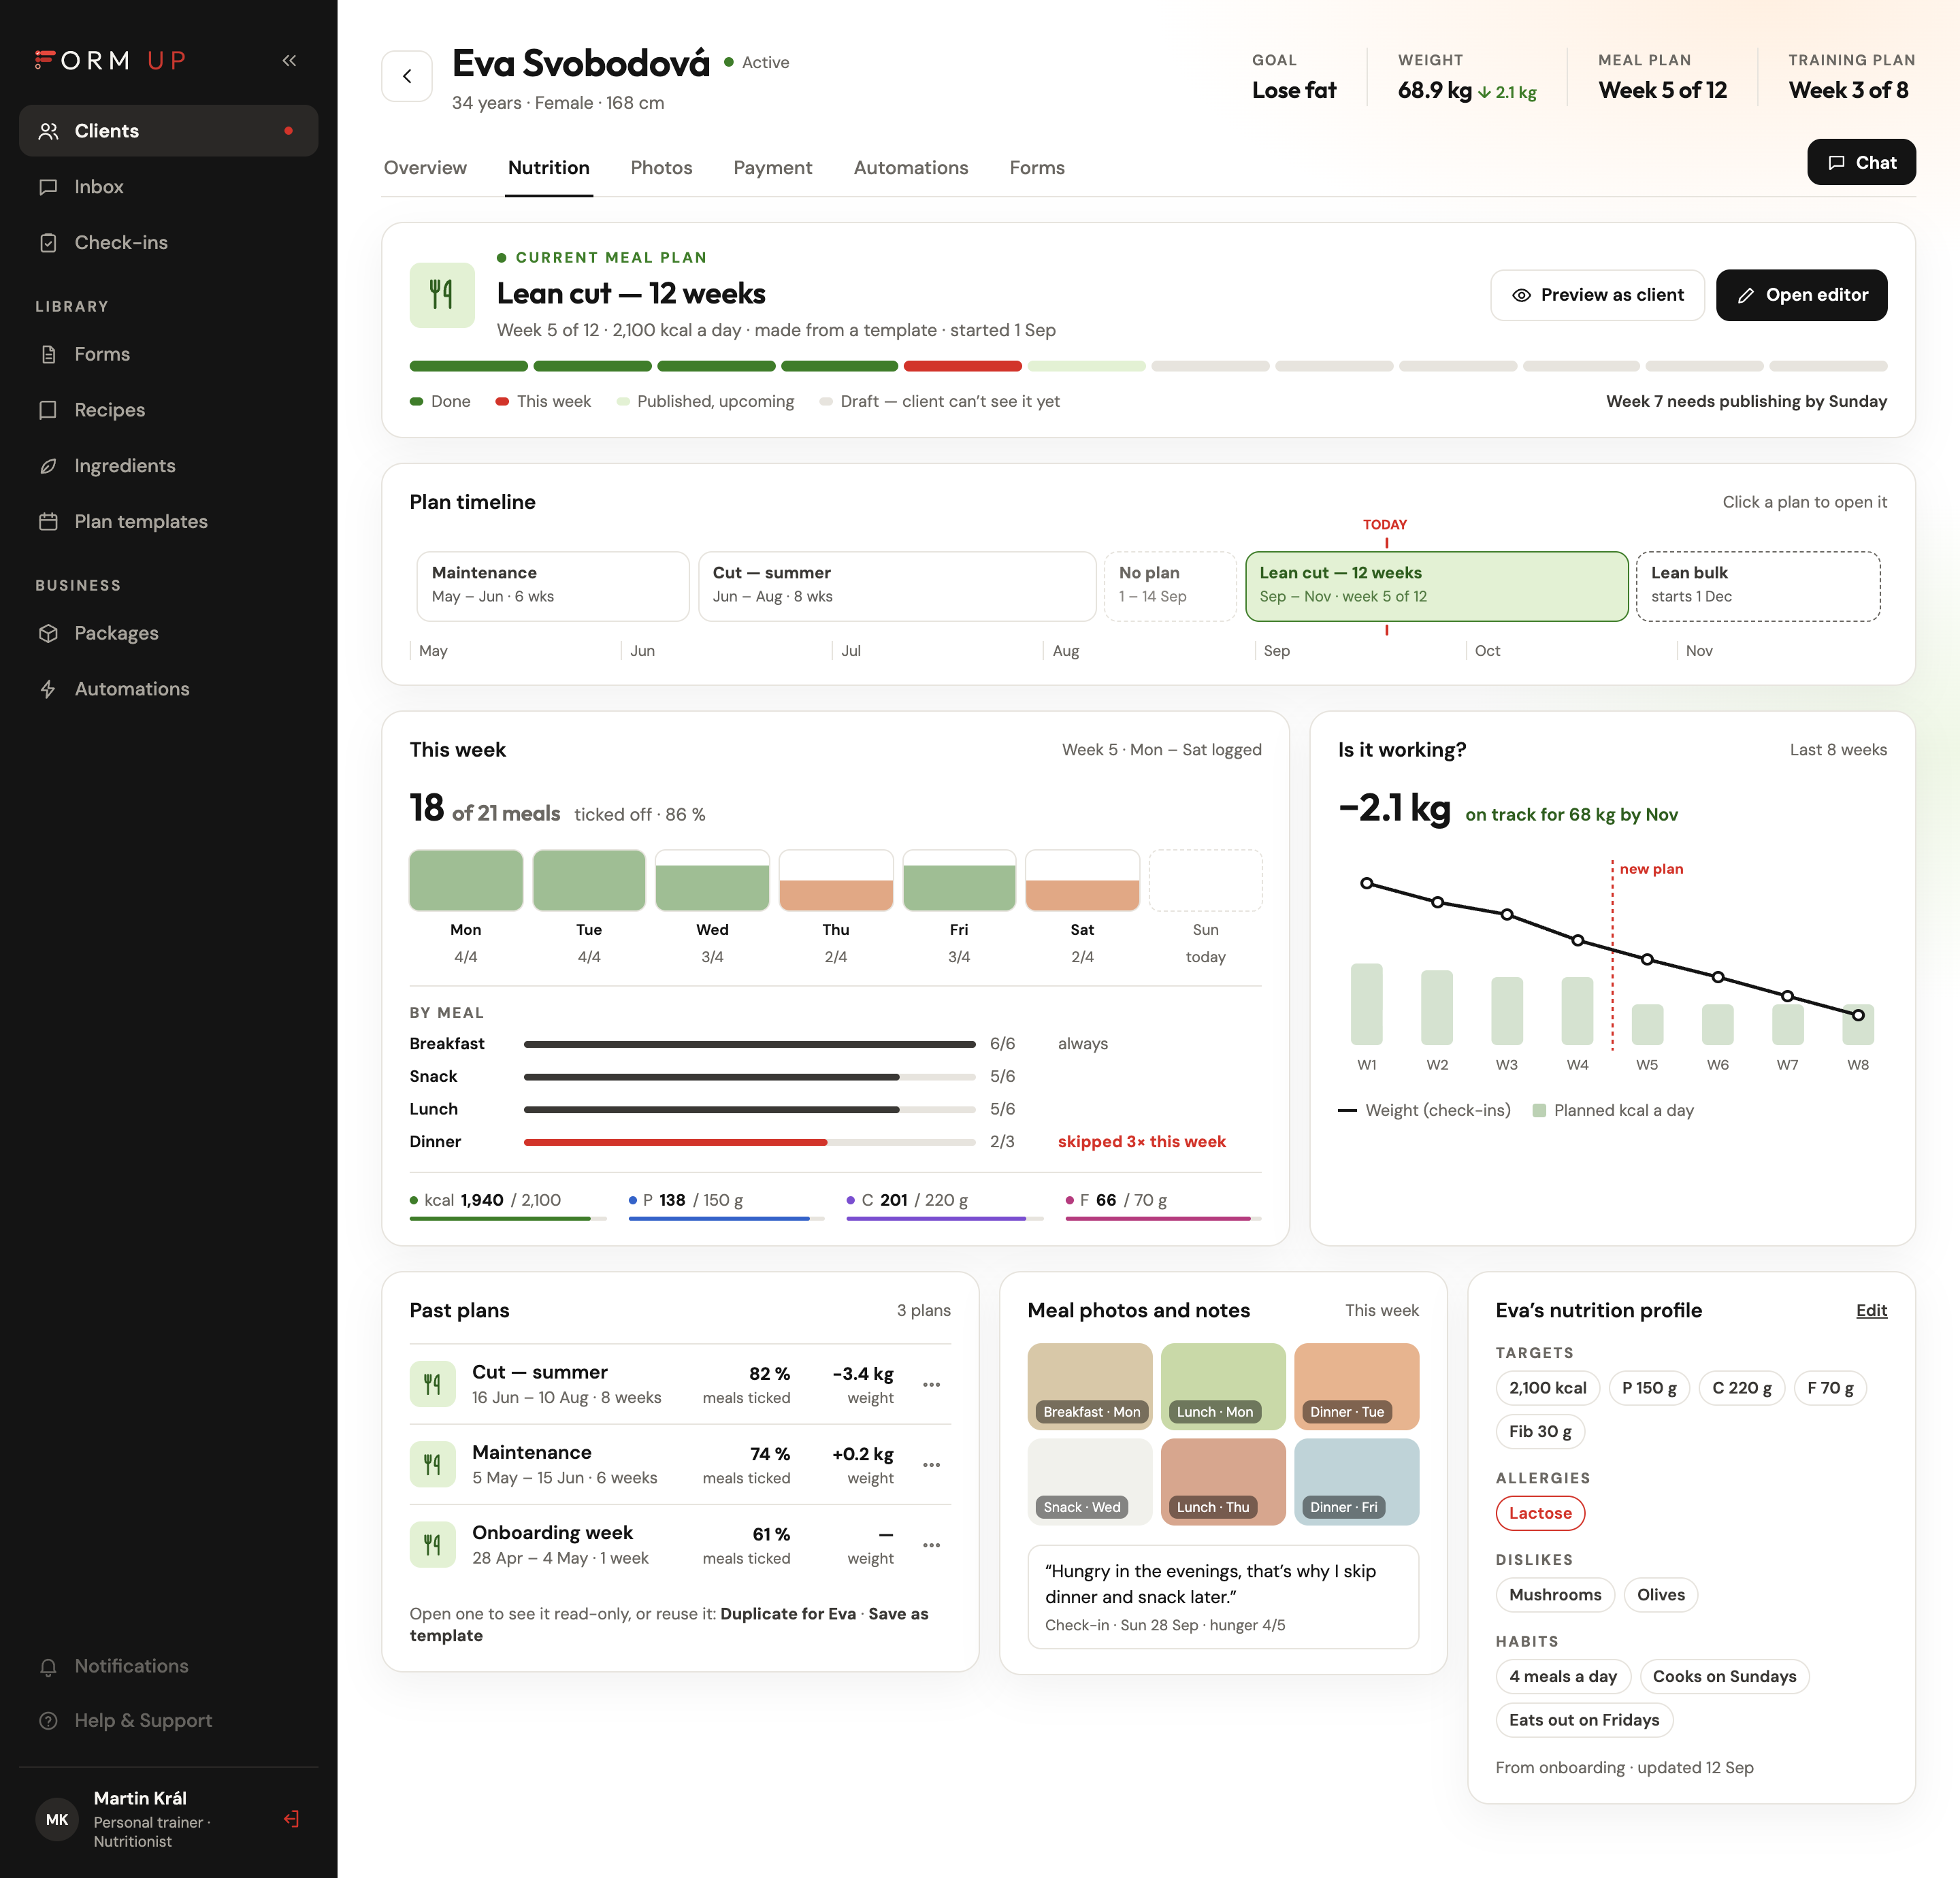 FORM UP
Clients
Inbox
Check-ins
LIBRARY
Forms
Recipes
Ingredients
Plan templates
BUSINESS
Packages
Automations
Notifications
Help & Support
MK
Martin Král
Personal trainer ·
Nutritionist
Eva Svobodová
Active
34 years · Female · 168 cm
GOAL
Lose fat
WEIGHT
68.9 kg ↓ 2.1 kg
MEAL PLAN
Week 5 of 12
TRAINING PLAN
Week 3 of 8
Overview Nutrition Photos Payment Automations Forms
Chat
CURRENT MEAL PLAN
Lean cut — 12 weeks
Week 5 of 12 · 2,100 kcal a day · made from a template · started 1 Sep
Preview as client
Open editor
Done This week Published, upcoming Draft — client can’t see it yet
Week 7 needs publishing by Sunday
Plan timeline
Click a plan to open it
TODAY
Maintenance
May – Jun · 6 wks
Cut — summer
Jun – Aug · 8 wks
No plan
1 – 14 Sep
Lean cut — 12 weeks
Sep – Nov · week 5 of 12
Lean bulk
starts 1 Dec
May Jun Jul Aug Sep Oct Nov
This week
Week 5 · Mon – Sat logged
18 of 21 meals ticked off · 86 %
Mon Tue Wed Thu Fri Sat Sun
4/4 4/4 3/4 2/4 3/4 2/4 today
BY MEAL
Breakfast 6/6 always
Snack 5/6
Lunch 5/6
Dinner 2/3 skipped 3× this week
kcal 1,940 / 2,100
P 138 / 150 g
C 201 / 220 g
F 66 / 70 g
Is it working?
Last 8 weeks
−2.1 kg on track for 68 kg by Nov
new plan
W1 W2 W3 W4 W5 W6 W7 W8
Weight (check-ins) Planned kcal a day
Past plans
3 plans
Cut — summer
16 Jun – 10 Aug · 8 weeks
82 %
meals ticked
−3.4 kg
weight
Maintenance
5 May – 15 Jun · 6 weeks
74 %
meals ticked
+0.2 kg
weight
Onboarding week
28 Apr – 4 May · 1 week
61 %
meals ticked
—
weight
Open one to see it read-only, or reuse it: Duplicate for Eva · Save as
template
Meal photos and notes
This week
Breakfast · Mon
Lunch · Mon
Dinner · Tue
Snack · Wed
Lunch · Thu
Dinner · Fri
“Hungry in the evenings, that’s why I skip
dinner and snack later.”
Check-in · Sun 28 Sep · hunger 4/5
Eva’s nutrition profile
Edit
TARGETS
2,100 kcal P 150 g C 220 g F 70 g
Fib 30 g
ALLERGIES
Lactose
DISLIKES
Mushrooms Olives
HABITS
4 meals a day Cooks on Sundays
Eats out on Fridays
From onboarding · updated 12 Sep